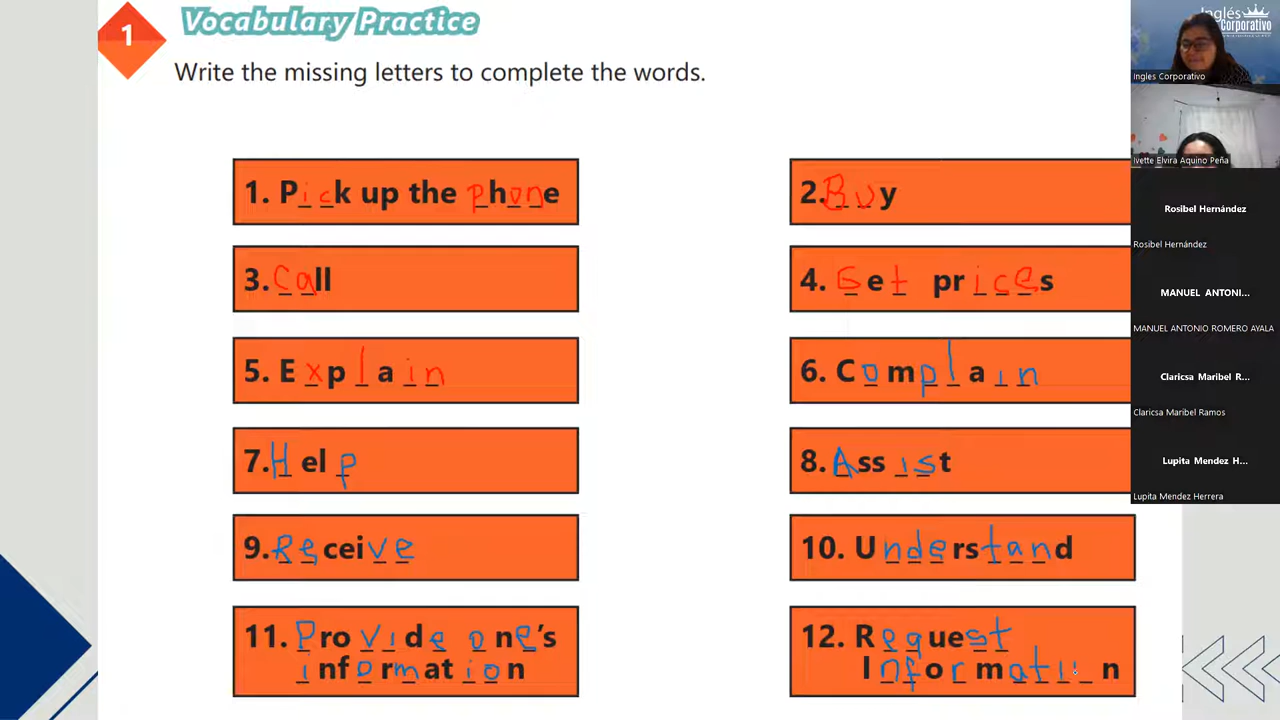 1
Vocabulary Practice
Write the missing letters to complete the words.
1. Pick up the phone
2. Buy
3. Call
4. Get prices
5. Explain
6. Complain
7. Help
8. Assist
9. Receive
10. Understand
11. Provide one's
information
12. Request
Informati n
Inglés
Corporativo
Ingles Corporativo
Ivette Elvira Aquino Peña
Rosibel Hernández
Rosibel Hernández
MANUEL ANTONI...
MANUEL ANTONIO ROMERO AYALA
Claricsa Maribel R...
Claricsa Maribel Ramos
Lupita Mendez H...
Lupita Mendez Herrera